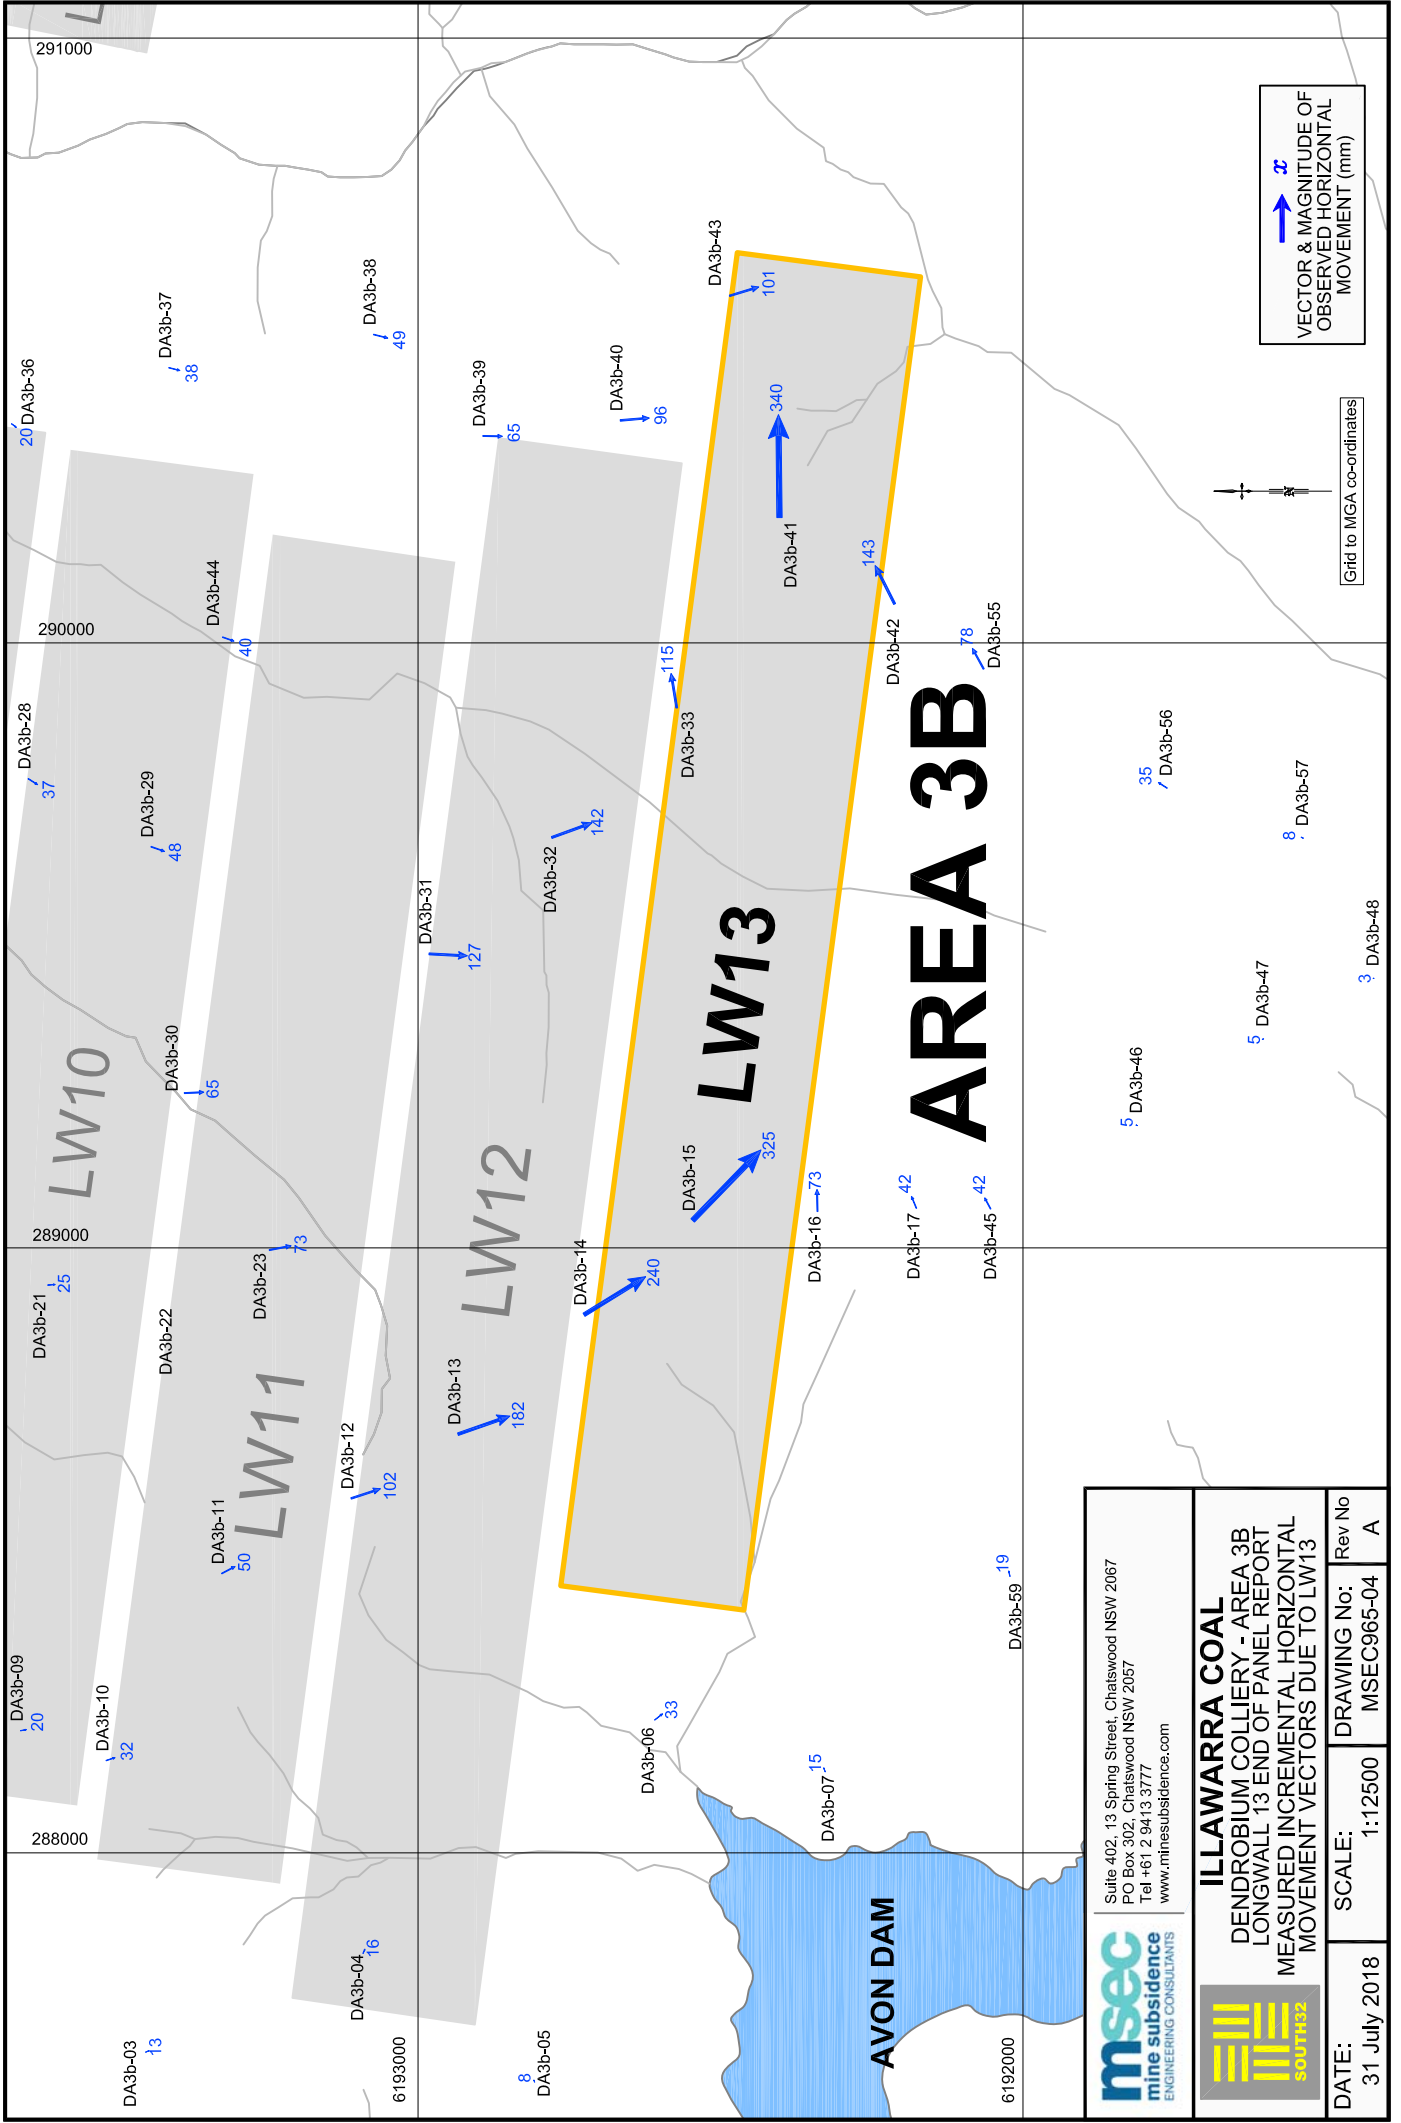 291000
290000
289000
288000
6193000
6192000
L
LW10
LW11
LW12
LW13
AREA 3B
AVON DAM
DA3b-36
20
DA3b-37
38
DA3b-38
49
DA3b-39
65
DA3b-40
96
DA3b-43
101
DA3b-41
340
DA3b-42
143
DA3b-55
78
DA3b-33
115
DA3b-44
40
DA3b-28
37
DA3b-29
48
DA3b-32
142
DA3b-31
127
DA3b-30
65
DA3b-56
35
DA3b-57
8
DA3b-48
3
DA3b-47
5
DA3b-46
5
DA3b-15
325
DA3b-16
73
DA3b-17
42
DA3b-45
42
DA3b-14
240
DA3b-23
73
DA3b-21
25
DA3b-22
DA3b-13
182
DA3b-12
102
DA3b-11
50
DA3b-09
20
DA3b-10
32
DA3b-06
33
DA3b-07
15
DA3b-59
19
DA3b-04
16
DA3b-03
13
DA3b-05
8
x
VECTOR & MAGNITUDE OF
OBSERVED HORIZONTAL
MOVEMENT (mm)
N
Grid to MGA co-ordinates
msec
mine subsidence
ENGINEERING CONSULTANTS
Suite 402, 13 Spring Street, Chatswood NSW 2067
PO Box 302, Chatswood NSW 2057
Tel +61 2 9413 3777
www.minesubsidence.com
SOUTH32
ILLAWARRA COAL
DENDROBIUM COLLIERY - AREA 3B
LONGWALL 13 END OF PANEL REPORT
MEASURED INCREMENTAL HORIZONTAL
MOVEMENT VECTORS DUE TO LW13
DATE:
31 July 2018
SCALE:
1:12500
DRAWING No:
MSEC965-04
Rev No
A